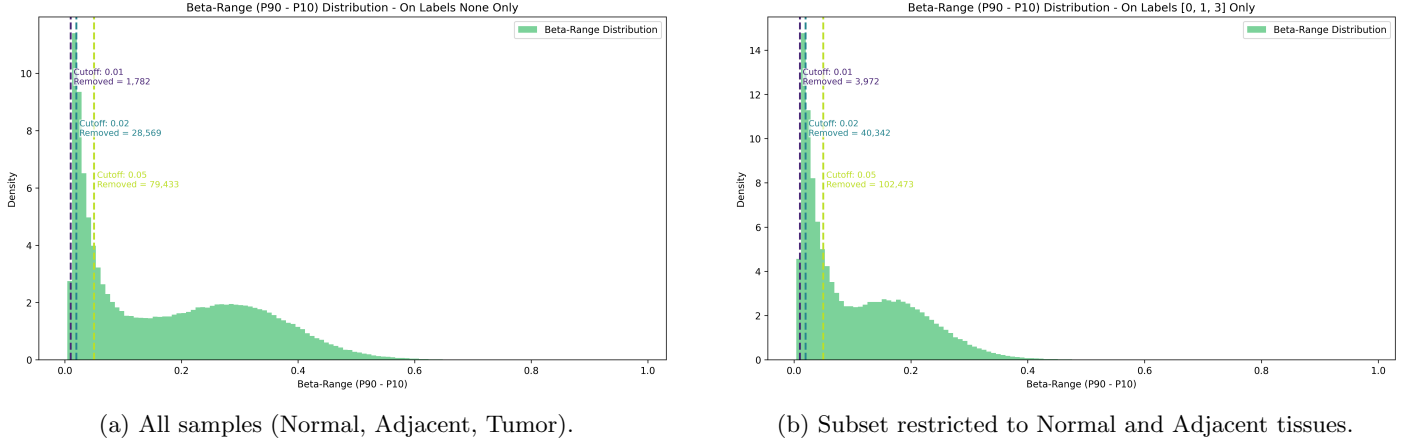 Beta-Range (P90 - P10) Distribution - On Labels None Only
Beta-Range Distribution
Cutoff: 0.01
Removed = 1,782
Cutoff: 0.02
Removed = 28,569
Cutoff: 0.05
Removed = 79,433
Density
0
2
4
6
8
10
0.0
0.2
0.4
0.6
0.8
1.0
Beta-Range (P90 - P10)
(a) All samples (Normal, Adjacent, Tumor).
Beta-Range (P90 - P10) Distribution - On Labels [0, 1, 3] Only
Beta-Range Distribution
Cutoff: 0.01
Removed = 3,972
Cutoff: 0.02
Removed = 40,342
Cutoff: 0.05
Removed = 102,473
Density
0
2
4
6
8
10
12
14
0.0
0.2
0.4
0.6
0.8
1.0
Beta-Range (P90 - P10)
(b) Subset restricted to Normal and Adjacent tissues.